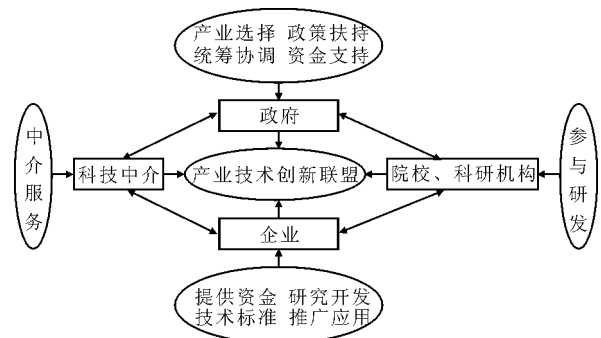 产业选择 政策扶持
统筹协调 资金支持
政府
中介服务
科技中介
产业技术创新联盟
院校、科研机构
参与研发
企业
提供资金 研究开发
技术标准 推广应用